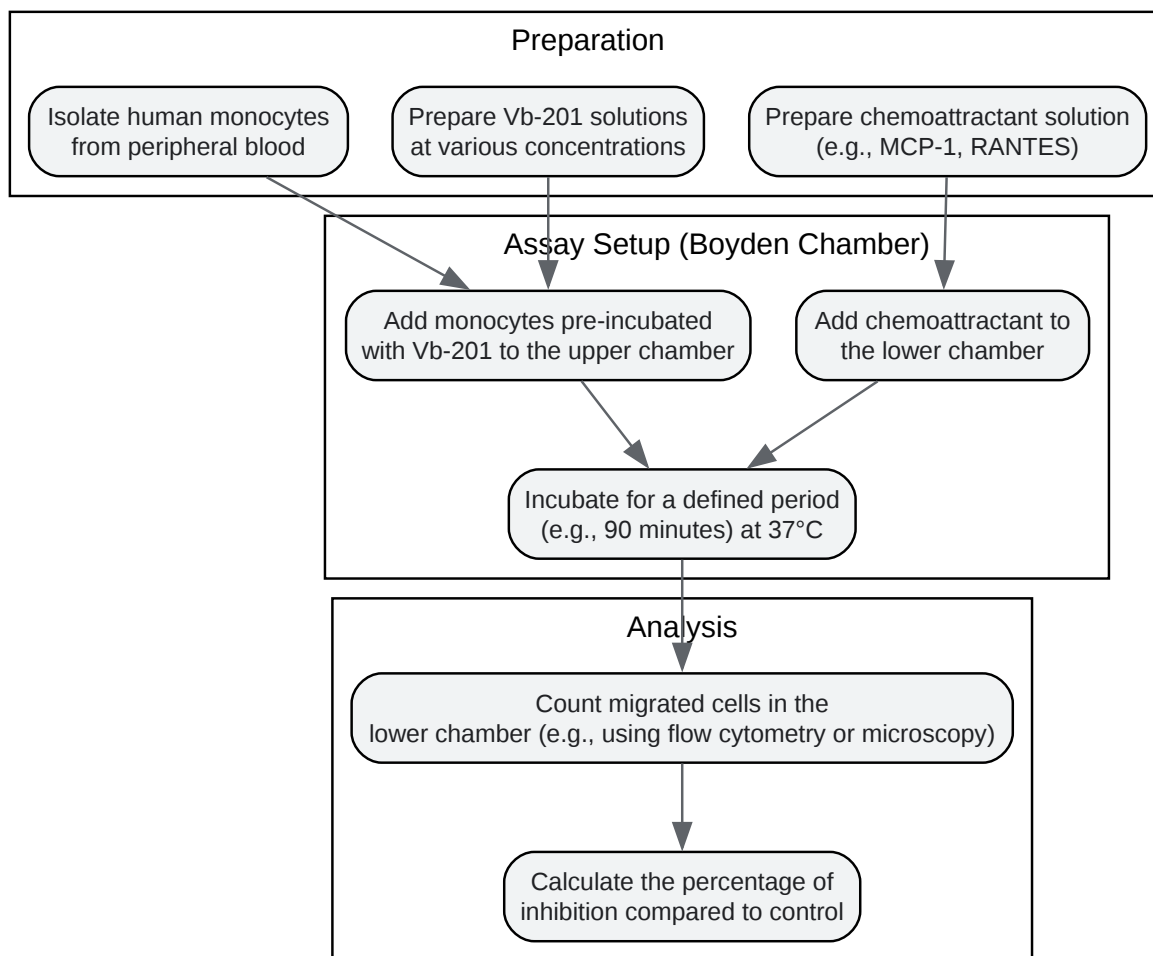 Preparation
Isolate human monocytes
from peripheral blood
Prepare Vb-201 solutions
at various concentrations
Prepare chemoattractant solution
(e.g., MCP-1, RANTES)
Assay Setup (Boyden Chamber)
Add monocytes pre-incubated
with Vb-201 to the upper chamber
Add chemoattractant to
the lower chamber
Incubate for a defined period
(e.g., 90 minutes) at 37°C
Analysis
Count migrated cells in the
lower chamber (e.g., using flow cytometry or microscopy)
Calculate the percentage of
inhibition compared to control